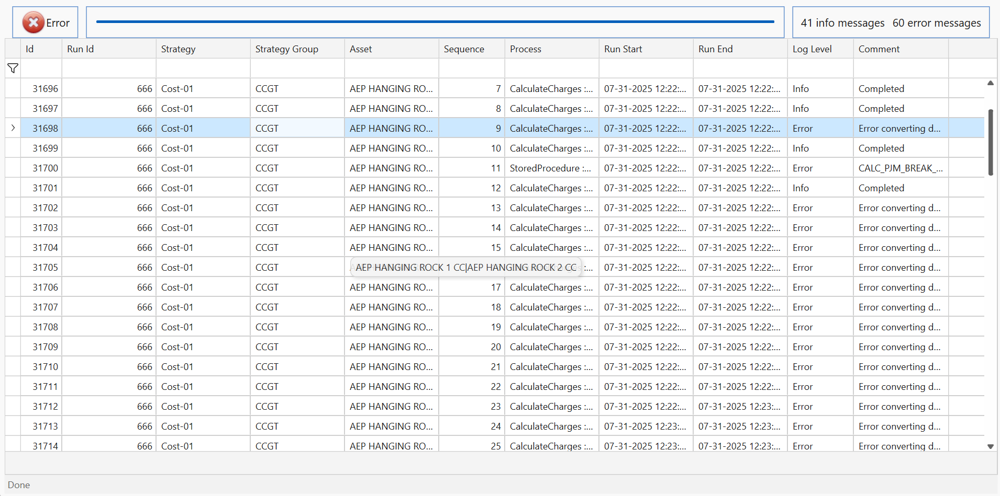 Error 41 info messages 60 error messages
Id Run Id Strategy Strategy Group Asset Sequence Process Run Start Run End Log Level Comment
31696 666 Cost-01 CCGT AEP HANGING RO... 7 CalculateCharges :... 07-31-2025 12:22:... 07-31-2025 12:22:... Info Completed
31697 666 Cost-01 CCGT AEP HANGING RO... 8 CalculateCharges :... 07-31-2025 12:22:... 07-31-2025 12:22:... Info Completed
31698 666 Cost-01 CCGT AEP HANGING RO... 9 CalculateCharges :... 07-31-2025 12:22:... 07-31-2025 12:22:... Error Error converting d...
31699 666 Cost-01 CCGT AEP HANGING RO... 10 CalculateCharges :... 07-31-2025 12:22:... 07-31-2025 12:22:... Info Completed
31700 666 Cost-01 CCGT AEP HANGING RO... 11 StoredProcedure :... 07-31-2025 12:22:... 07-31-2025 12:22:... Error CALC_PJM_BREAK_...
31701 666 Cost-01 CCGT AEP HANGING RO... 12 CalculateCharges :... 07-31-2025 12:22:... 07-31-2025 12:22:... Info Completed
31702 666 Cost-01 CCGT AEP HANGING RO... 13 CalculateCharges :... 07-31-2025 12:22:... 07-31-2025 12:22:... Error Error converting d...
31703 666 Cost-01 CCGT AEP HANGING RO... 14 CalculateCharges :... 07-31-2025 12:22:... 07-31-2025 12:22:... Error Error converting d...
31704 666 Cost-01 CCGT AEP HANGING RO... 15 CalculateCharges :... 07-31-2025 12:22:... 07-31-2025 12:22:... Error Error converting d...
31705 666 Cost-01 CCGT AEP HANGING ROCK 1 CC|AEP HANGING ROCK 2 CC :... 07-31-2025 12:22:... 07-31-2025 12:22:... Error Error converting d...
31706 666 Cost-01 CCGT AEP HANGING RO... 17 CalculateCharges :... 07-31-2025 12:22:... 07-31-2025 12:22:... Error Error converting d...
31707 666 Cost-01 CCGT AEP HANGING RO... 18 CalculateCharges :... 07-31-2025 12:22:... 07-31-2025 12:22:... Error Error converting d...
31708 666 Cost-01 CCGT AEP HANGING RO... 19 CalculateCharges :... 07-31-2025 12:22:... 07-31-2025 12:22:... Error Error converting d...
31709 666 Cost-01 CCGT AEP HANGING RO... 20 CalculateCharges :... 07-31-2025 12:22:... 07-31-2025 12:22:... Error Error converting d...
31710 666 Cost-01 CCGT AEP HANGING RO... 21 CalculateCharges :... 07-31-2025 12:22:... 07-31-2025 12:22:... Error Error converting d...
31711 666 Cost-01 CCGT AEP HANGING RO... 22 CalculateCharges :... 07-31-2025 12:22:... 07-31-2025 12:22:... Error Error converting d...
31712 666 Cost-01 CCGT AEP HANGING RO... 23 CalculateCharges :... 07-31-2025 12:22:... 07-31-2025 12:23:... Error Error converting d...
31713 666 Cost-01 CCGT AEP HANGING RO... 24 CalculateCharges :... 07-31-2025 12:23:... 07-31-2025 12:23:... Error Error converting d...
31714 666 Cost-01 CCGT AEP HANGING RO... 25 CalculateCharges :... 07-31-2025 12:23:... 07-31-2025 12:23:... Error Error converting d...
Done